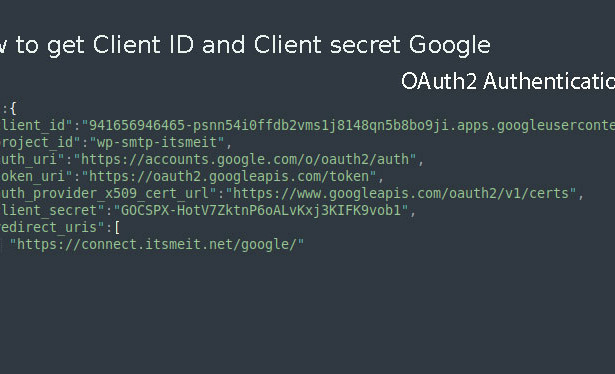 w to get Client ID and Client secret Google
OAuth2 Authenticatio
":{
lient_id":"941656946465-psnn54i0ffdb2vms1j8148qn5b8bo9ji.apps.googleuserconte
roject_id":"wp-smtp-itsmeit",
uth_uri":"https://accounts.google.com/o/oauth2/auth",
oken_uri":"https://oauth2.googleapis.com/token",
uth_provider_x509_cert_url":"https://www.googleapis.com/oauth2/v1/certs",
lient_secret":"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",
edirect_uris":[
"https://connect.itsmeit.net/google/"